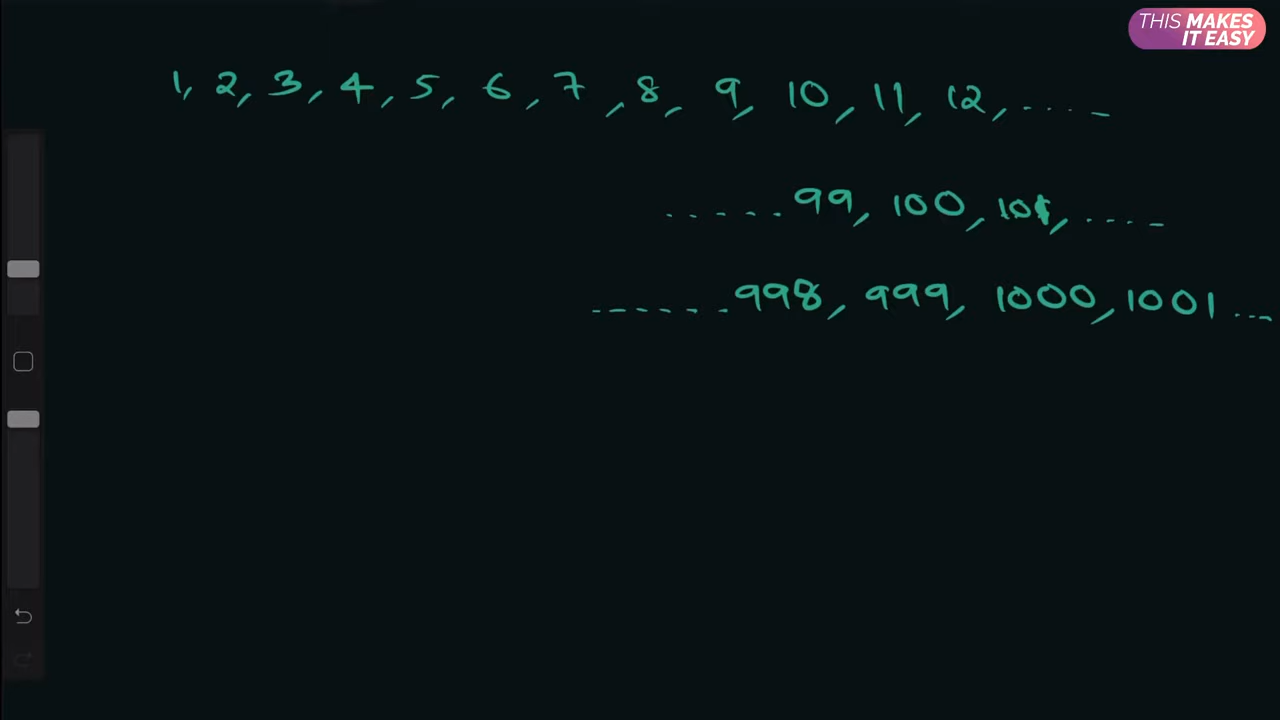 THIS MAKES
IT EASY
1, 2, 3, 4, 5, 6, 7, 8, 9, 10, 11, 12, .....
......99, 100, 101, .....
.......998, 999, 1000, 1001 ....